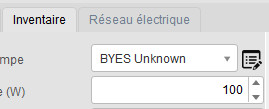 Inventaire Réseau électrique
mpe BYES Unknown
(W) 100